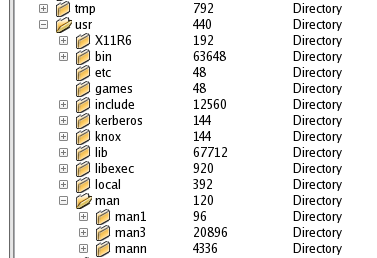 tmp 792 Directory
usr 440 Directory
X11R6 192 Directory
bin 63648 Directory
etc 48 Directory
games 48 Directory
include 12560 Directory
kerberos 144 Directory
knox 144 Directory
lib 67712 Directory
libexec 920 Directory
local 392 Directory
man 120 Directory
man1 96 Directory
man3 20896 Directory
mann 4336 Directory